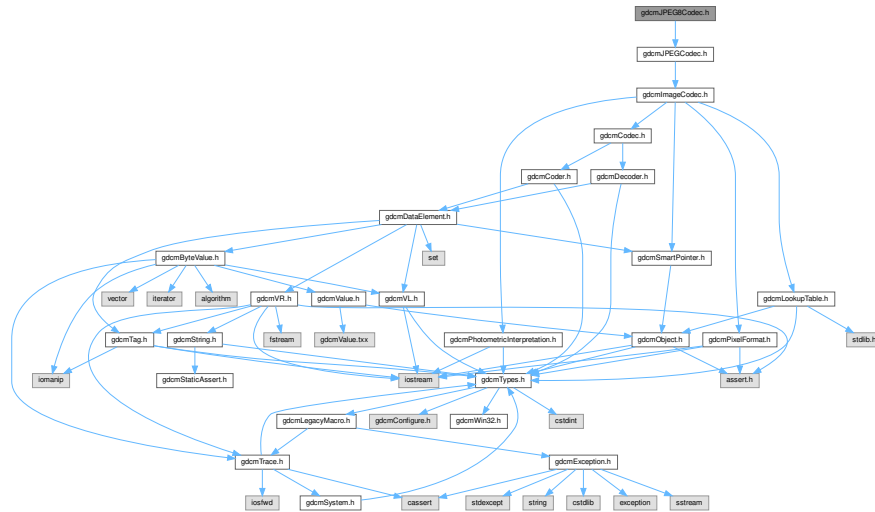 gdcmJPEG8Codec.h
gdcmJPEGCodec.h
gdcmImageCodec.h
gdcmCodec.h
gdcmCoder.h
gdcmDecoder.h
gdcmDataElement.h
gdcmByteValue.h
set
gdcmSmartPointer.h
vector
iterator
algorithm
gdcmVR.h
gdcmValue.h
gdcmVL.h
gdcmLookupTable.h
gdcmTag.h
gdcmString.h
fstream
gdcmValue.txx
gdcmPhotometricInterpretation.h
gdcmObject.h
gdcmPixelFormat.h
stdlib.h
iomanip
gdcmStaticAssert.h
iostream
gdcmTypes.h
assert.h
gdcmLegacyMacro.h
gdcmConfigure.h
gdcmWin32.h
cstdint
gdcmTrace.h
gdcmException.h
iosfwd
gdcmSystem.h
cassert
stdexcept
string
cstdlib
exception
sstream